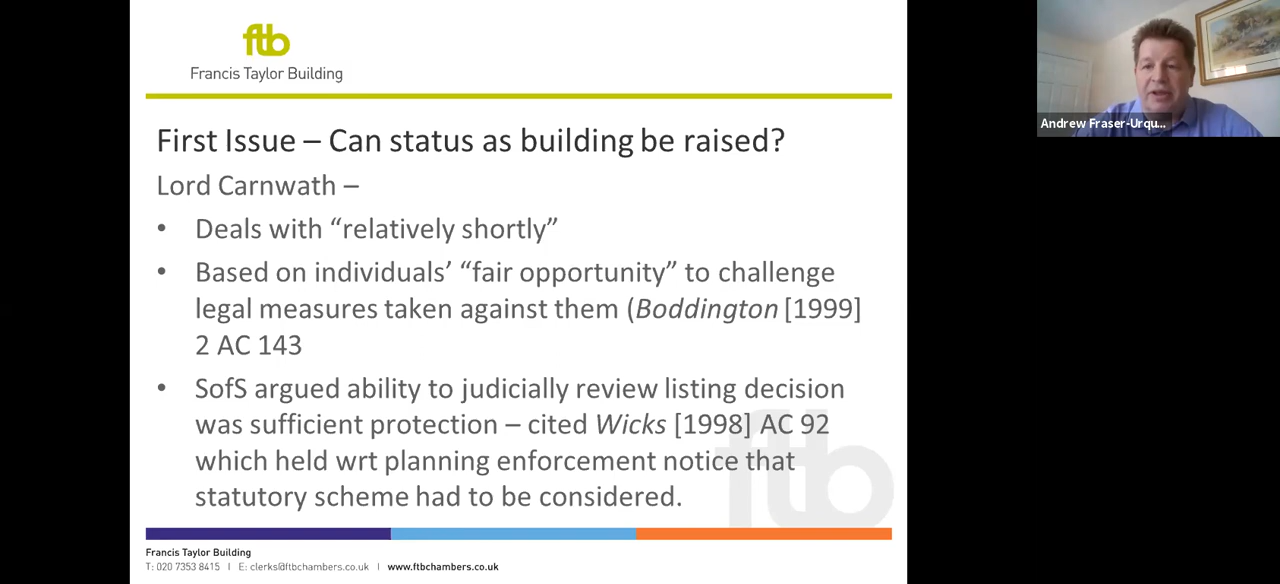 ftb
Francis Taylor Building
Andrew Fraser-Urqu...
First Issue – Can status as building be raised?
Lord Carnwath –
• Deals with “relatively shortly”
• Based on individuals’ “fair opportunity” to challenge
legal measures taken against them (Boddington [1999]
2 AC 143
• SofS argued ability to judicially review listing decision
was sufficient protection – cited Wicks [1998] AC 92
which held wrt planning enforcement notice that
statutory scheme had to be considered.
ftb
Francis Taylor Building
T: 020 7353 8415 | E: clerks@ftbchambers.co.uk | www.ftbchambers.co.uk